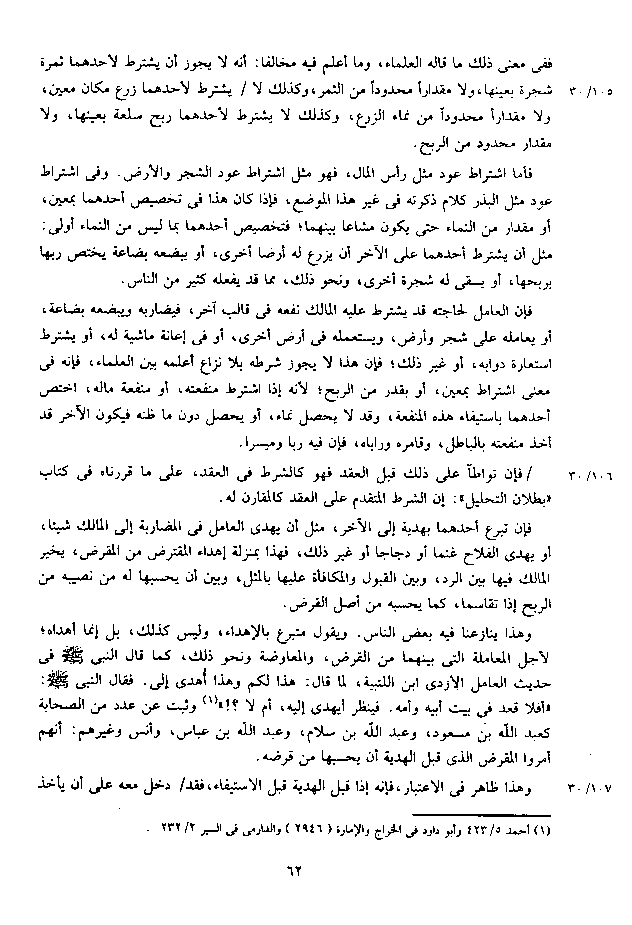 ففى معنى ذلك ما قاله العلماء، وما أعلم فيه مخالفا: أنه لا يجوز أن يشترط لأحدهما ثمرة
٣٠/١٠٥ شجرة بعينها، ولا مقداراً محدوداً من الثمر، وكذلك لا / يشترط لأحدهما زرع مكان معين،
ولا مقداراً محدوداً من نماء الزرع، وكذلك لا يشترط لأحدهما ربح سلعة بعينها، ولا
مقدار محدود من الربح.
فأما اشتراط عود مثل رأس المال، فهو مثل اشتراط عود الشجر والأرض. وفى اشتراط
عود مثل البذر كلام ذكرته فى غير هذا الموضع، فإذا كان هذا فى تخصيص أحدهما بمعين،
أو مقدار من النماء حتى يكون مشاعا بينهما؛ فتخصيص أحدهما بما ليس من النماء أولى:
مثل أن يشترط أحدهما على الآخر أن يزرع له أرضا أخرى، أو يبضعه بضاعة يختص ربها
بربحها، أو يسقى له شجرة أخرى، ونحو ذلك، مما قد يفعله كثير من الناس.
فإن العامل لحاجته قد يشترط عليه المالك نفعه فى قالب آخر، فيضاربه ويبضعه بضاعة،
أو يعامله على شجر وأرض، ويستعمله فى أرض أخرى، أو فى إعانة ماشية له، أو يشترط
استعارة دوابه، أو غير ذلك؛ فإن هذا لا يجوز شرطه بلا نزاع أعلمه بين العلماء، فإنه فى
معنى اشتراط بمعين، أو بقدر من الربح؛ لأنه إذا اشترط منفعته، أو منفعة ماله، اختص
أحدهما باستيفاء هذه المنفعة، وقد لا يحصل نماء، أو يحصل دون ما ظنه فيكون الآخر قد
أخذ منفعته بالباطل، وقامره وراباه، فإن فيه ربا وميسرا.
٣٠/١٠٦ / فإن تواطآ على ذلك قبل العقد فهو كالشرط فى العقد، على ما قررناه فى كتاب
«بطلان التحليل»: إن الشرط المتقدم على العقد كالمقارن له.
فإن تبرع أحدهما بهدية إلى الآخر، مثل أن يهدى العامل فى المضاربة إلى المالك شيئا،
أو يهدى الفلاح غنما أو دجاجا أو غير ذلك، فهذا بمنزلة إهداء المقترض من المقرض، يخير
المالك فيها بين الرد، وبين القبول والمكافأة عليها بالمثل، وبين أن يحسبها له من نصيبه من
الربح إذا تقاسما، كما يحسبه من أصل القرض.
وهذا ينازعنا فيه بعض الناس. ويقول متبرع بالإهداء، وليس كذلك، بل إنما أهداه؛
لأجل المعاملة التى بينهما من القرض، والمعاوضة ونحو ذلك، كما قال النبى ﷺ فى
حديث العامل الأزدى ابن اللتبية، لما قال: هذا لكم وهذا أُهدى إلى. فقال النبى ﷺ:
«أفلا قعد فى بيت أبيه وأمه. فينظر أيهدى إليه، أم لا ؟!»(١) وثبت عن عدد من الصحابة
كعبد الله بن مسعود، وعبد الله بن سلام، وعبد الله بن عباس، وأنس وغيرهم: أنهم
أمروا المقرض الذى قبل الهدية أن يحسبها من قرضه.
٣٠/١٠٧ وهذا ظاهر فى الاعتبار، فإنه إذا قبل الهدية قبل الاستيفاء، فقد/ دخل معه على أن يأخذ
(١) أحمد ٥/ ٤٢٣ وأبو داود فى الخراج والإمارة ( ٢٩٤٦ ) والدارمى فى السير ٢/ ٢٣٢ .
٦٢